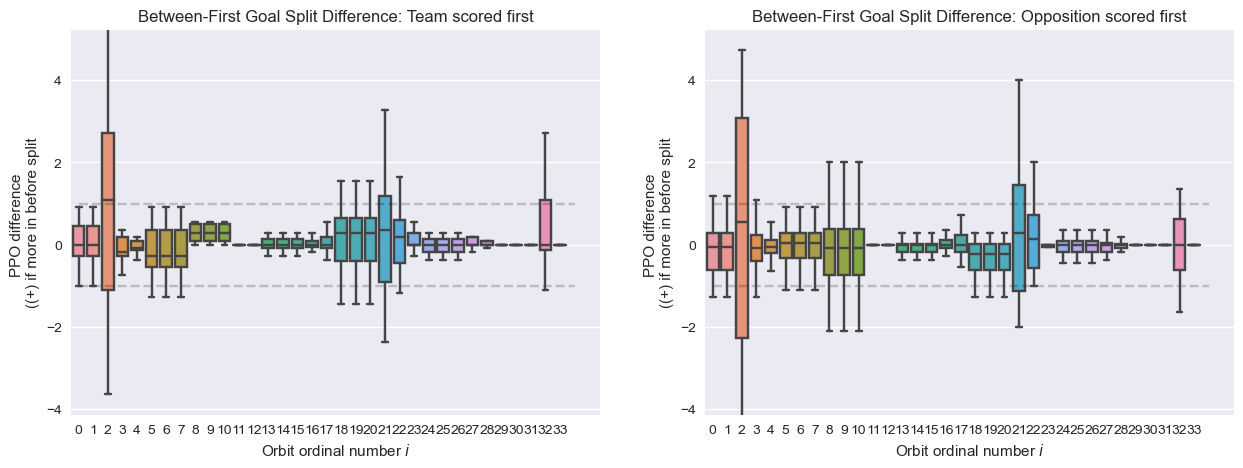 Between-First Goal Split Difference: Team scored first
PPO difference
((+) if more in before split
4
2
0
−2
−4
0 1 2 3 4 5 6 7 8 9 10 11 12 13 14 15 16 17 18 19 20 21 22 23 24 25 26 27 28 29 30 31 32 33
Orbit ordinal number i
Between-First Goal Split Difference: Opposition scored first
PPO difference
((+) if more in before split
4
2
0
−2
−4
0 1 2 3 4 5 6 7 8 9 10 11 12 13 14 15 16 17 18 19 20 21 22 23 24 25 26 27 28 29 30 31 32 33
Orbit ordinal number i